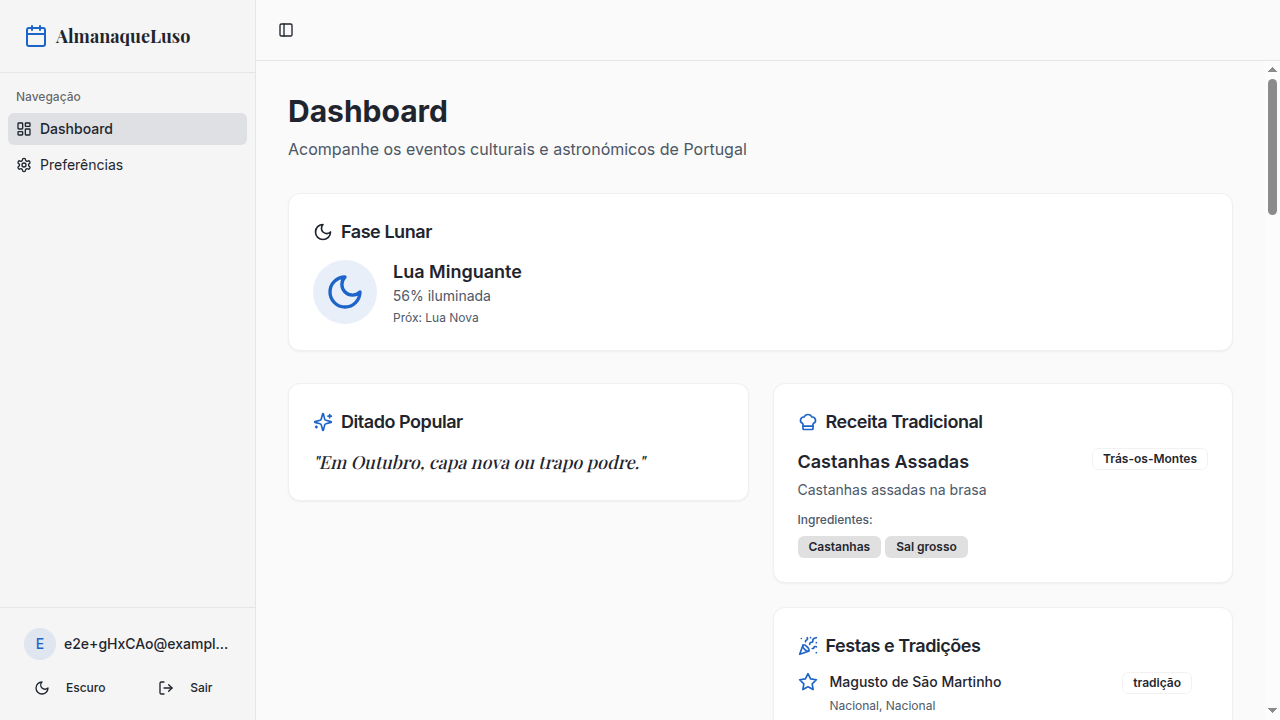 AlmanaqueLuso
Navegação
Dashboard
Preferências
e2e+gHxCAo@exampl...
E
Escuro
Sair
Dashboard
Acompanhe os eventos culturais e astronómicos de Portugal
Fase Lunar
Lua Minguante
56% iluminada
Próx: Lua Nova
Ditado Popular
"Em Outubro, capa nova ou trapo podre."
Receita Tradicional
Castanhas Assadas
Trás-os-Montes
Castanhas assadas na brasa
Ingredientes:
Castanhas
Sal grosso
Festas e Tradições
Magusto de São Martinho
tradição
Nacional, Nacional